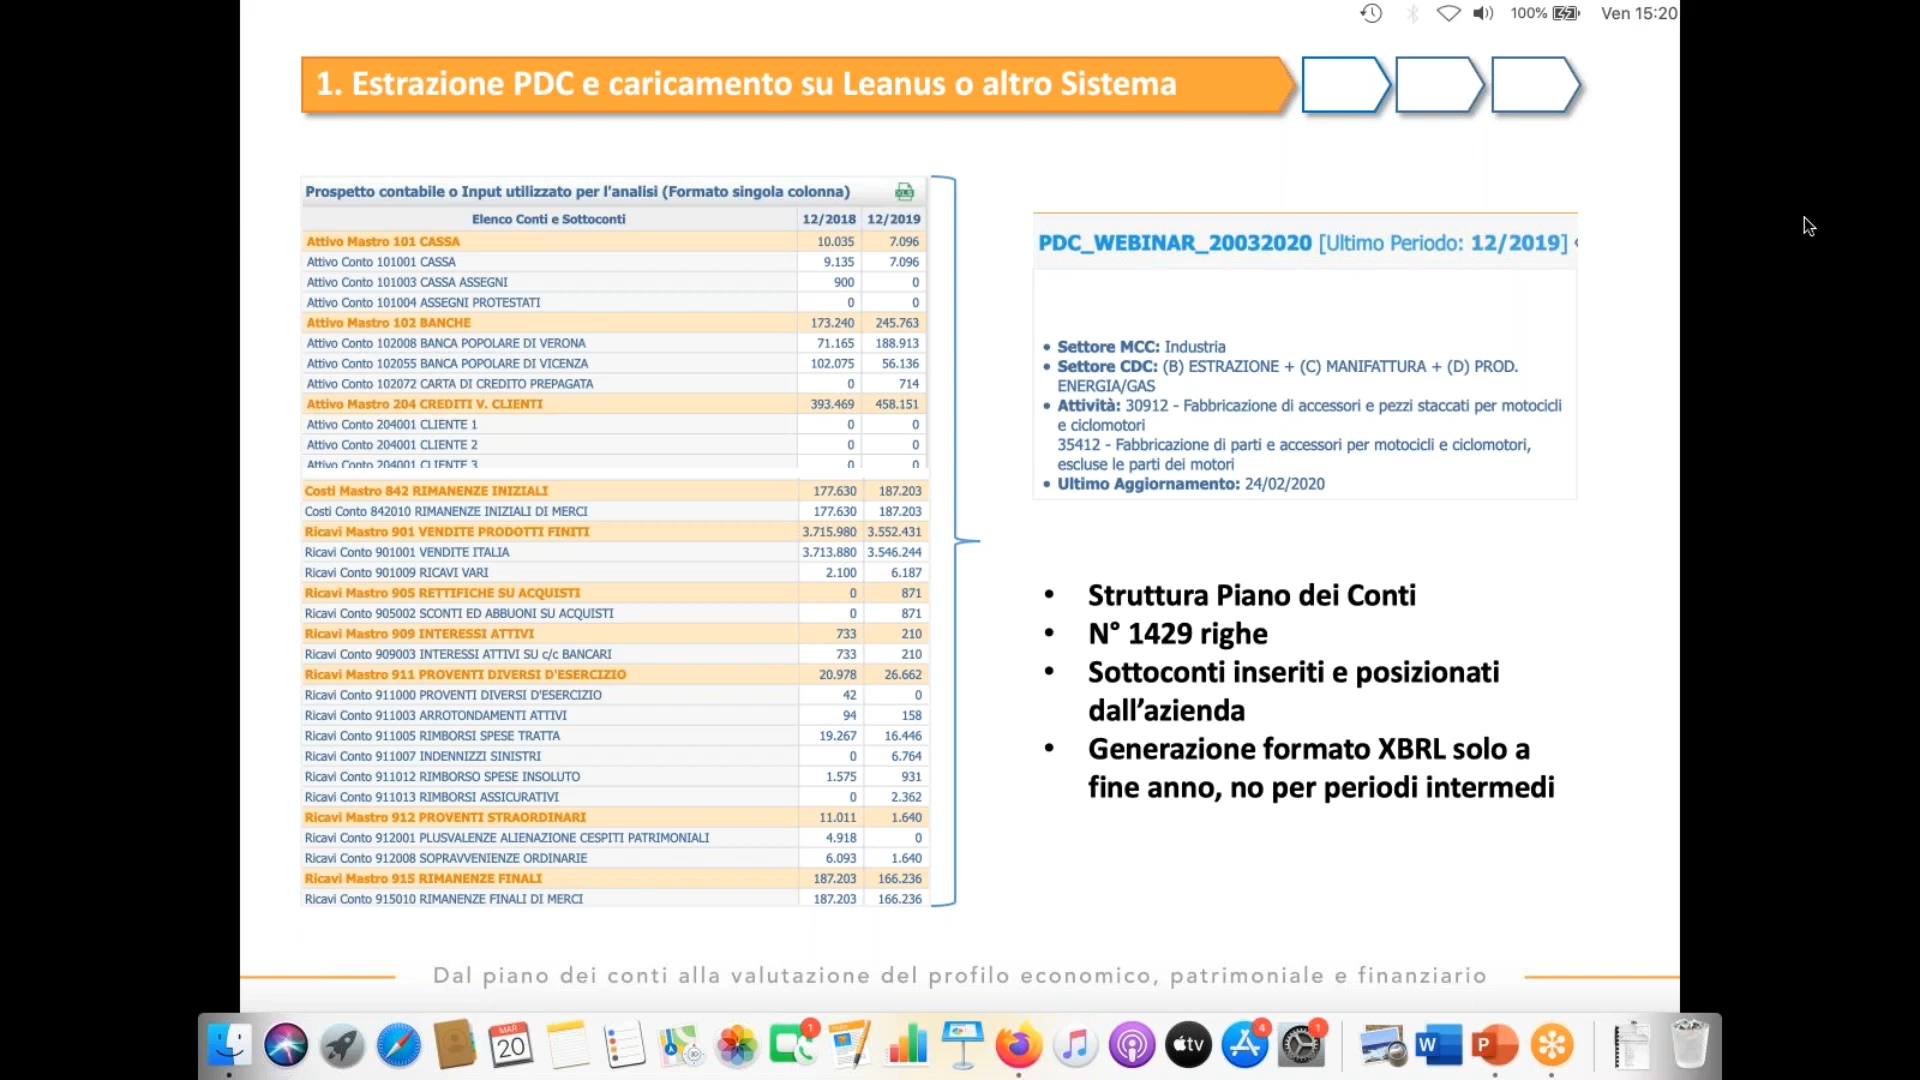 100% Ven 15:20
1. Estrazione PDC e caricamento su Leanus o altro Sistema
Prospetto contabile o Input utilizzato per l'analisi (Formato singola colonna) XLS
Elenco Conti e Sottoconti 12/2018 12/2019
Attivo Mastro 101 CASSA 10.035 7.096
Attivo Conto 101001 CASSA 9.135 7.096
Attivo Conto 101003 CASSA ASSEGNI 900 0
Attivo Conto 101004 ASSEGNI PROTESTATI 0 0
Attivo Mastro 102 BANCHE 173.240 245.763
Attivo Conto 102008 BANCA POPOLARE DI VERONA 71.165 188.913
Attivo Conto 102055 BANCA POPOLARE DI VICENZA 102.075 56.136
Attivo Conto 102072 CARTA DI CREDITO PREPAGATA 0 714
Attivo Mastro 204 CREDITI V. CLIENTI 393.469 458.151
Attivo Conto 204001 CLIENTE 1 0 0
Attivo Conto 204001 CLIENTE 2 0 0
Attivo Conto 204001 CLIENTE 3 0 0
Costi Mastro 842 RIMANENZE INIZIALI 177.630 187.203
Costi Conto 842010 RIMANENZE INIZIALI DI MERCI 177.630 187.203
Ricavi Mastro 901 VENDITE PRODOTTI FINITI 3.715.980 3.552.431
Ricavi Conto 901001 VENDITE ITALIA 3.713.880 3.546.244
Ricavi Conto 901009 RICAVI VARI 2.100 6.187
Ricavi Mastro 905 RETTIFICHE SU ACQUISTI 0 871
Ricavi Conto 905002 SCONTI ED ABBUONI SU ACQUISTI 0 871
Ricavi Mastro 909 INTERESSI ATTIVI 733 210
Ricavi Conto 909003 INTERESSI ATTIVI SU c/c BANCARI 733 210
Ricavi Mastro 911 PROVENTI DIVERSI D'ESERCIZIO 20.978 26.662
Ricavi Conto 911000 PROVENTI DIVERSI D'ESERCIZIO 42 0
Ricavi Conto 911003 ARROTONDAMENTI ATTIVI 94 158
Ricavi Conto 911005 RIMBORSI SPESE TRATTA 19.267 16.446
Ricavi Conto 911007 INDENNIZZI SINISTRI 0 6.764
Ricavi Conto 911012 RIMBORSO SPESE INSOLUTO 1.575 931
Ricavi Conto 911013 RIMBORSI ASSICURATIVI 0 2.362
Ricavi Mastro 912 PROVENTI STRAORDINARI 11.011 1.640
Ricavi Conto 912001 PLUSVALENZE ALIENAZIONE CESPITI PATRIMONIALI 4.918 0
Ricavi Conto 912008 SOPRAVVENIENZE ORDINARIE 6.093 1.640
Ricavi Mastro 915 RIMANENZE FINALI 187.203 166.236
Ricavi Conto 915010 RIMANENZE FINALI DI MERCI 187.203 166.236
PDC_WEBINAR_20032020 [Ultimo Periodo: 12/2019]
• Settore MCC: Industria
• Settore CDC: (B) ESTRAZIONE + (C) MANIFATTURA + (D) PROD.
ENERGIA/GAS
• Attività: 30912 - Fabbricazione di accessori e pezzi staccati per motocicli
e ciclomotori
35412 - Fabbricazione di parti e accessori per motocicli e ciclomotori,
escluse le parti dei motori
• Ultimo Aggiornamento: 24/02/2020
• Struttura Piano dei Conti
• N° 1429 righe
• Sottoconti inseriti e posizionati
dall’azienda
• Generazione formato XBRL solo a
fine anno, no per periodi intermedi
Dal piano dei conti alla valutazione del profilo economico, patrimoniale e finanziario
MAR
20
1
tv
4
1
W
P